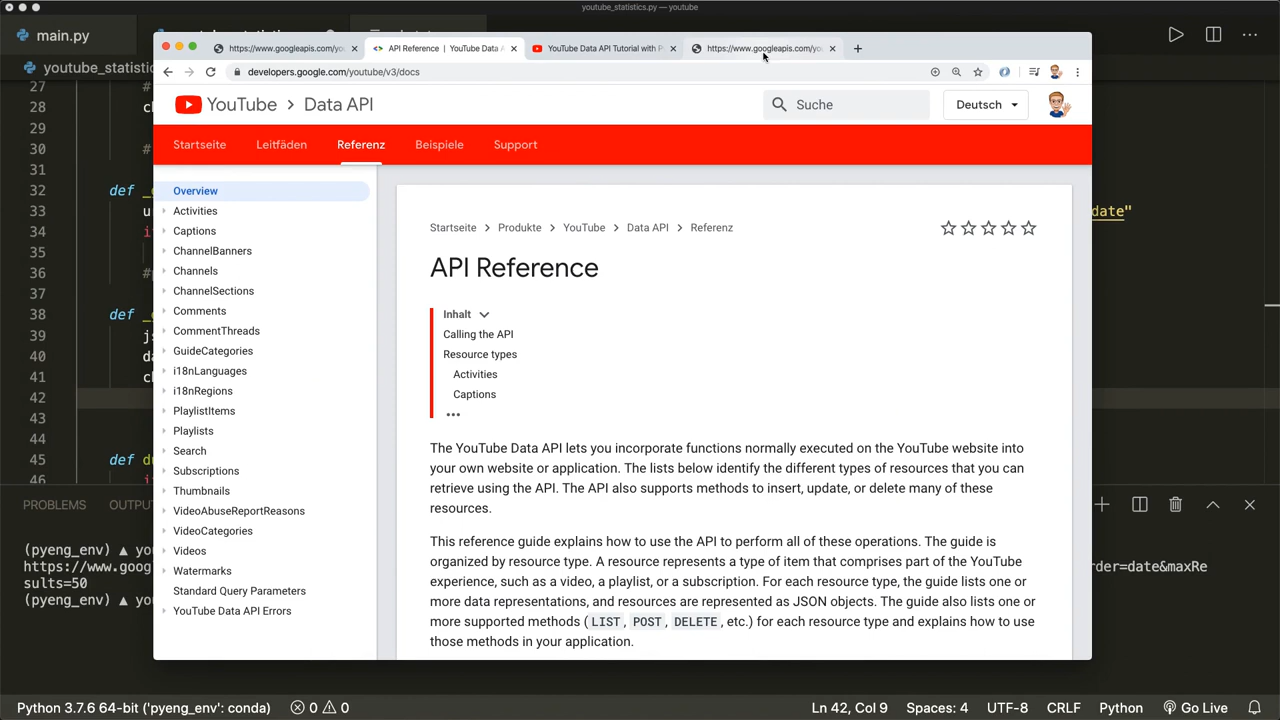 youtube_statistics.py — youtube
main.py
https://www.googleapis.com/yo
API Reference | YouTube Data A
YouTube Data API Tutorial with P
https://www.googleapis.com/yo
developers.google.com/youtube/v3/docs
youtube_statistic
YouTube > Data API
Suche
Deutsch
Startseite
Leitfäden
Referenz
Beispiele
Support
27
28
29
30
31
32 def
33
34
35
36
37
38 def
39
40
41
42
43
44
45 def
46
date"
Overview
Activities
Captions
ChannelBanners
Channels
ChannelSections
Comments
CommentThreads
GuideCategories
i18nLanguages
i18nRegions
PlaylistItems
Playlists
Search
Subscriptions
Thumbnails
VideoAbuseReportReasons
VideoCategories
Videos
Watermarks
Standard Query Parameters
YouTube Data API Errors
Startseite > Produkte > YouTube > Data API > Referenz
API Reference
Inhalt
Calling the API
Resource types
Activities
Captions
•••
The YouTube Data API lets you incorporate functions normally executed on the YouTube website into
your own website or application. The lists below identify the different types of resources that you can
retrieve using the API. The API also supports methods to insert, update, or delete many of these
resources.
This reference guide explains how to use the API to perform all of these operations. The guide is
organized by resource type. A resource represents a type of item that comprises part of the YouTube
experience, such as a video, a playlist, or a subscription. For each resource type, the guide lists one or
more data representations, and resources are represented as JSON objects. The guide also lists one or
more supported methods ( LIST , POST , DELETE , etc.) for each resource type and explains how to use
those methods in your application.
PROBLEMS
OUTPU
(pyeng_env) ▲ yo
https://www.goog
rder=date&maxRe
sults=50
(pyeng_env) ▲ yo
Python 3.7.6 64-bit ('pyeng_env': conda)
0
0
Ln 42, Col 9
Spaces: 4
UTF-8
CRLF
Python
Go Live